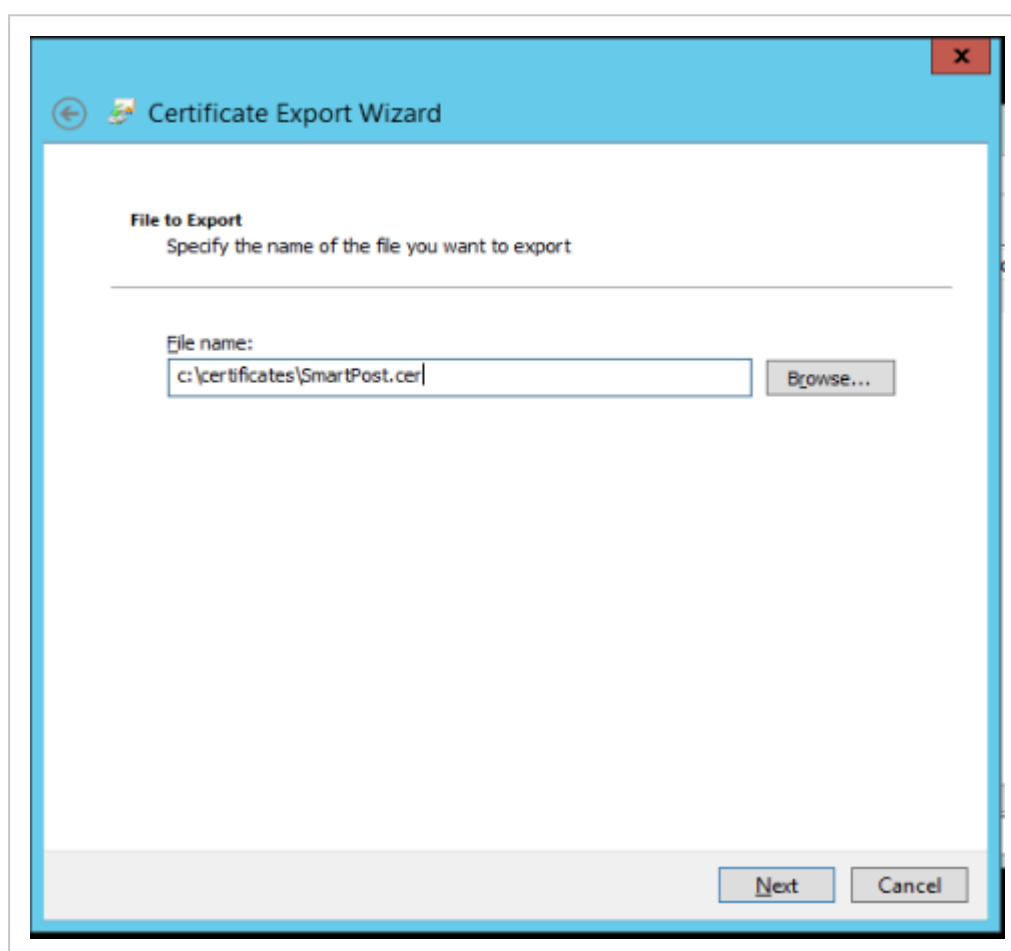 x
Certificate Export Wizard
File to Export
Specify the name of the file you want to export
File name:
c:\certificates\SmartPost.cer
Browse...
Next
Cancel